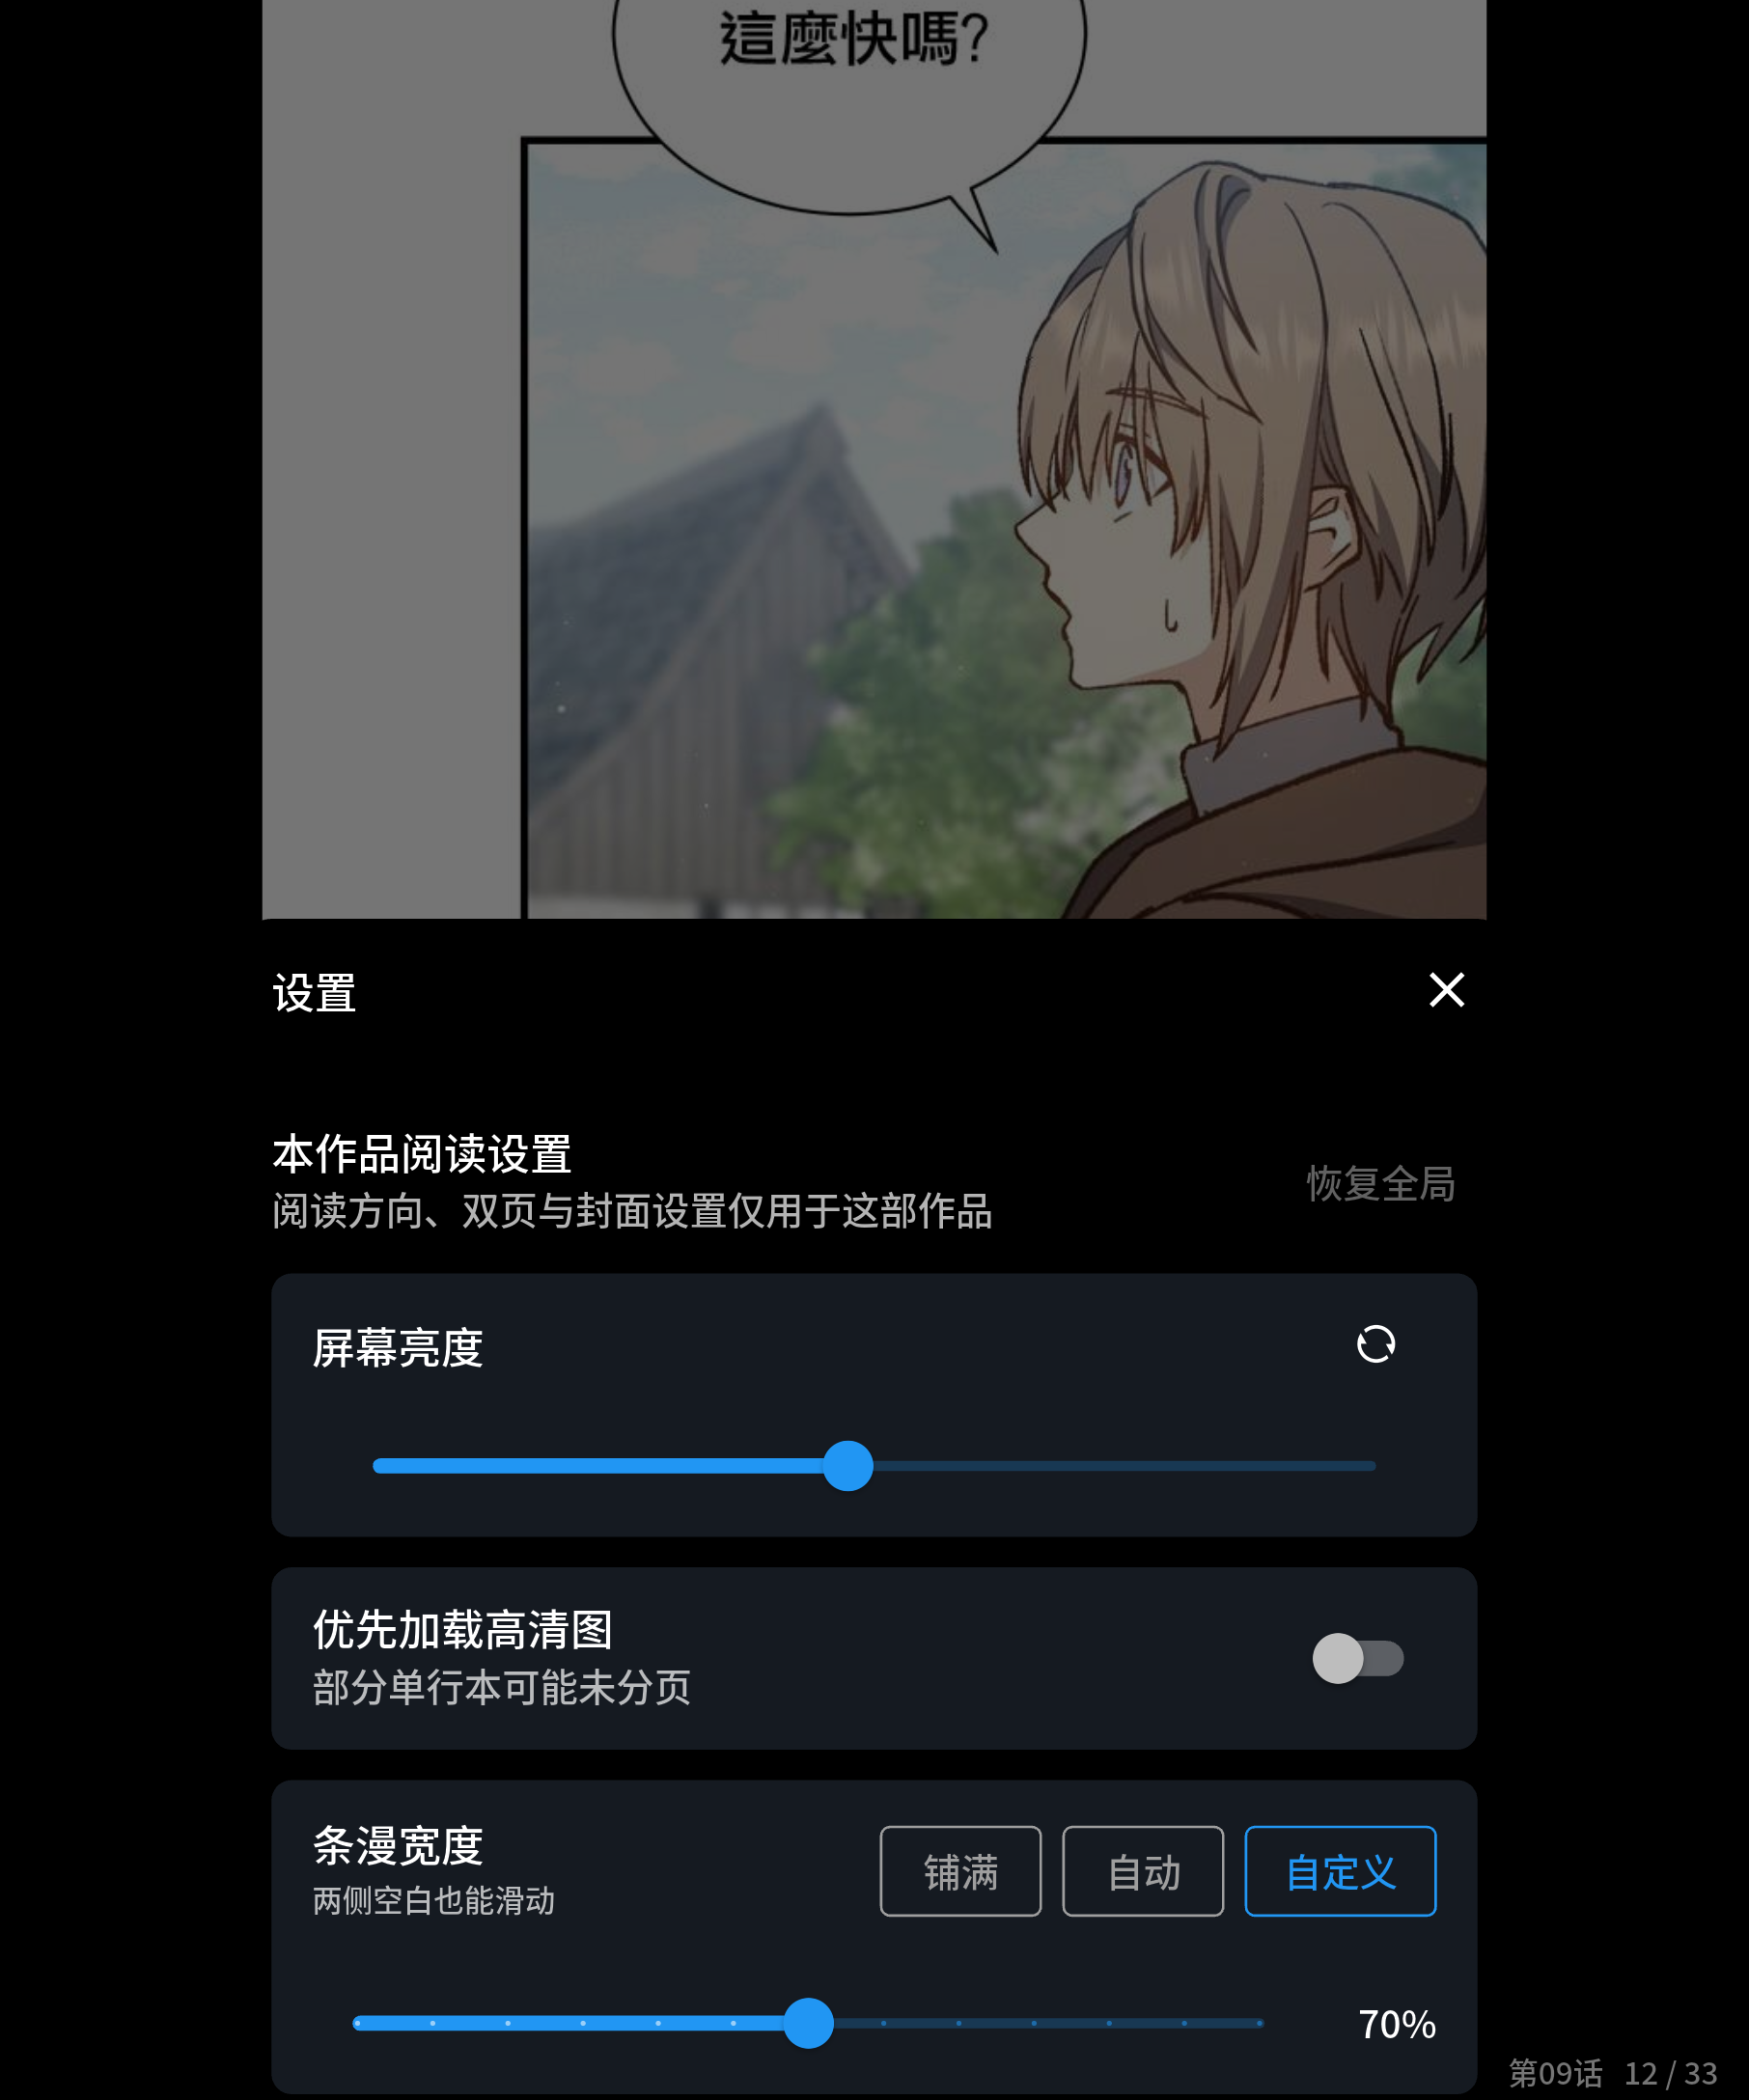 這麼快嗎?
设置
本作品阅读设置
阅读方向、双页与封面设置仅用于这部作品
恢复全局
屏幕亮度
优先加载高清图
部分单行本可能未分页
条漫宽度
两侧空白也能滑动
铺满
自动
自定义
70%
第09话 12 / 33